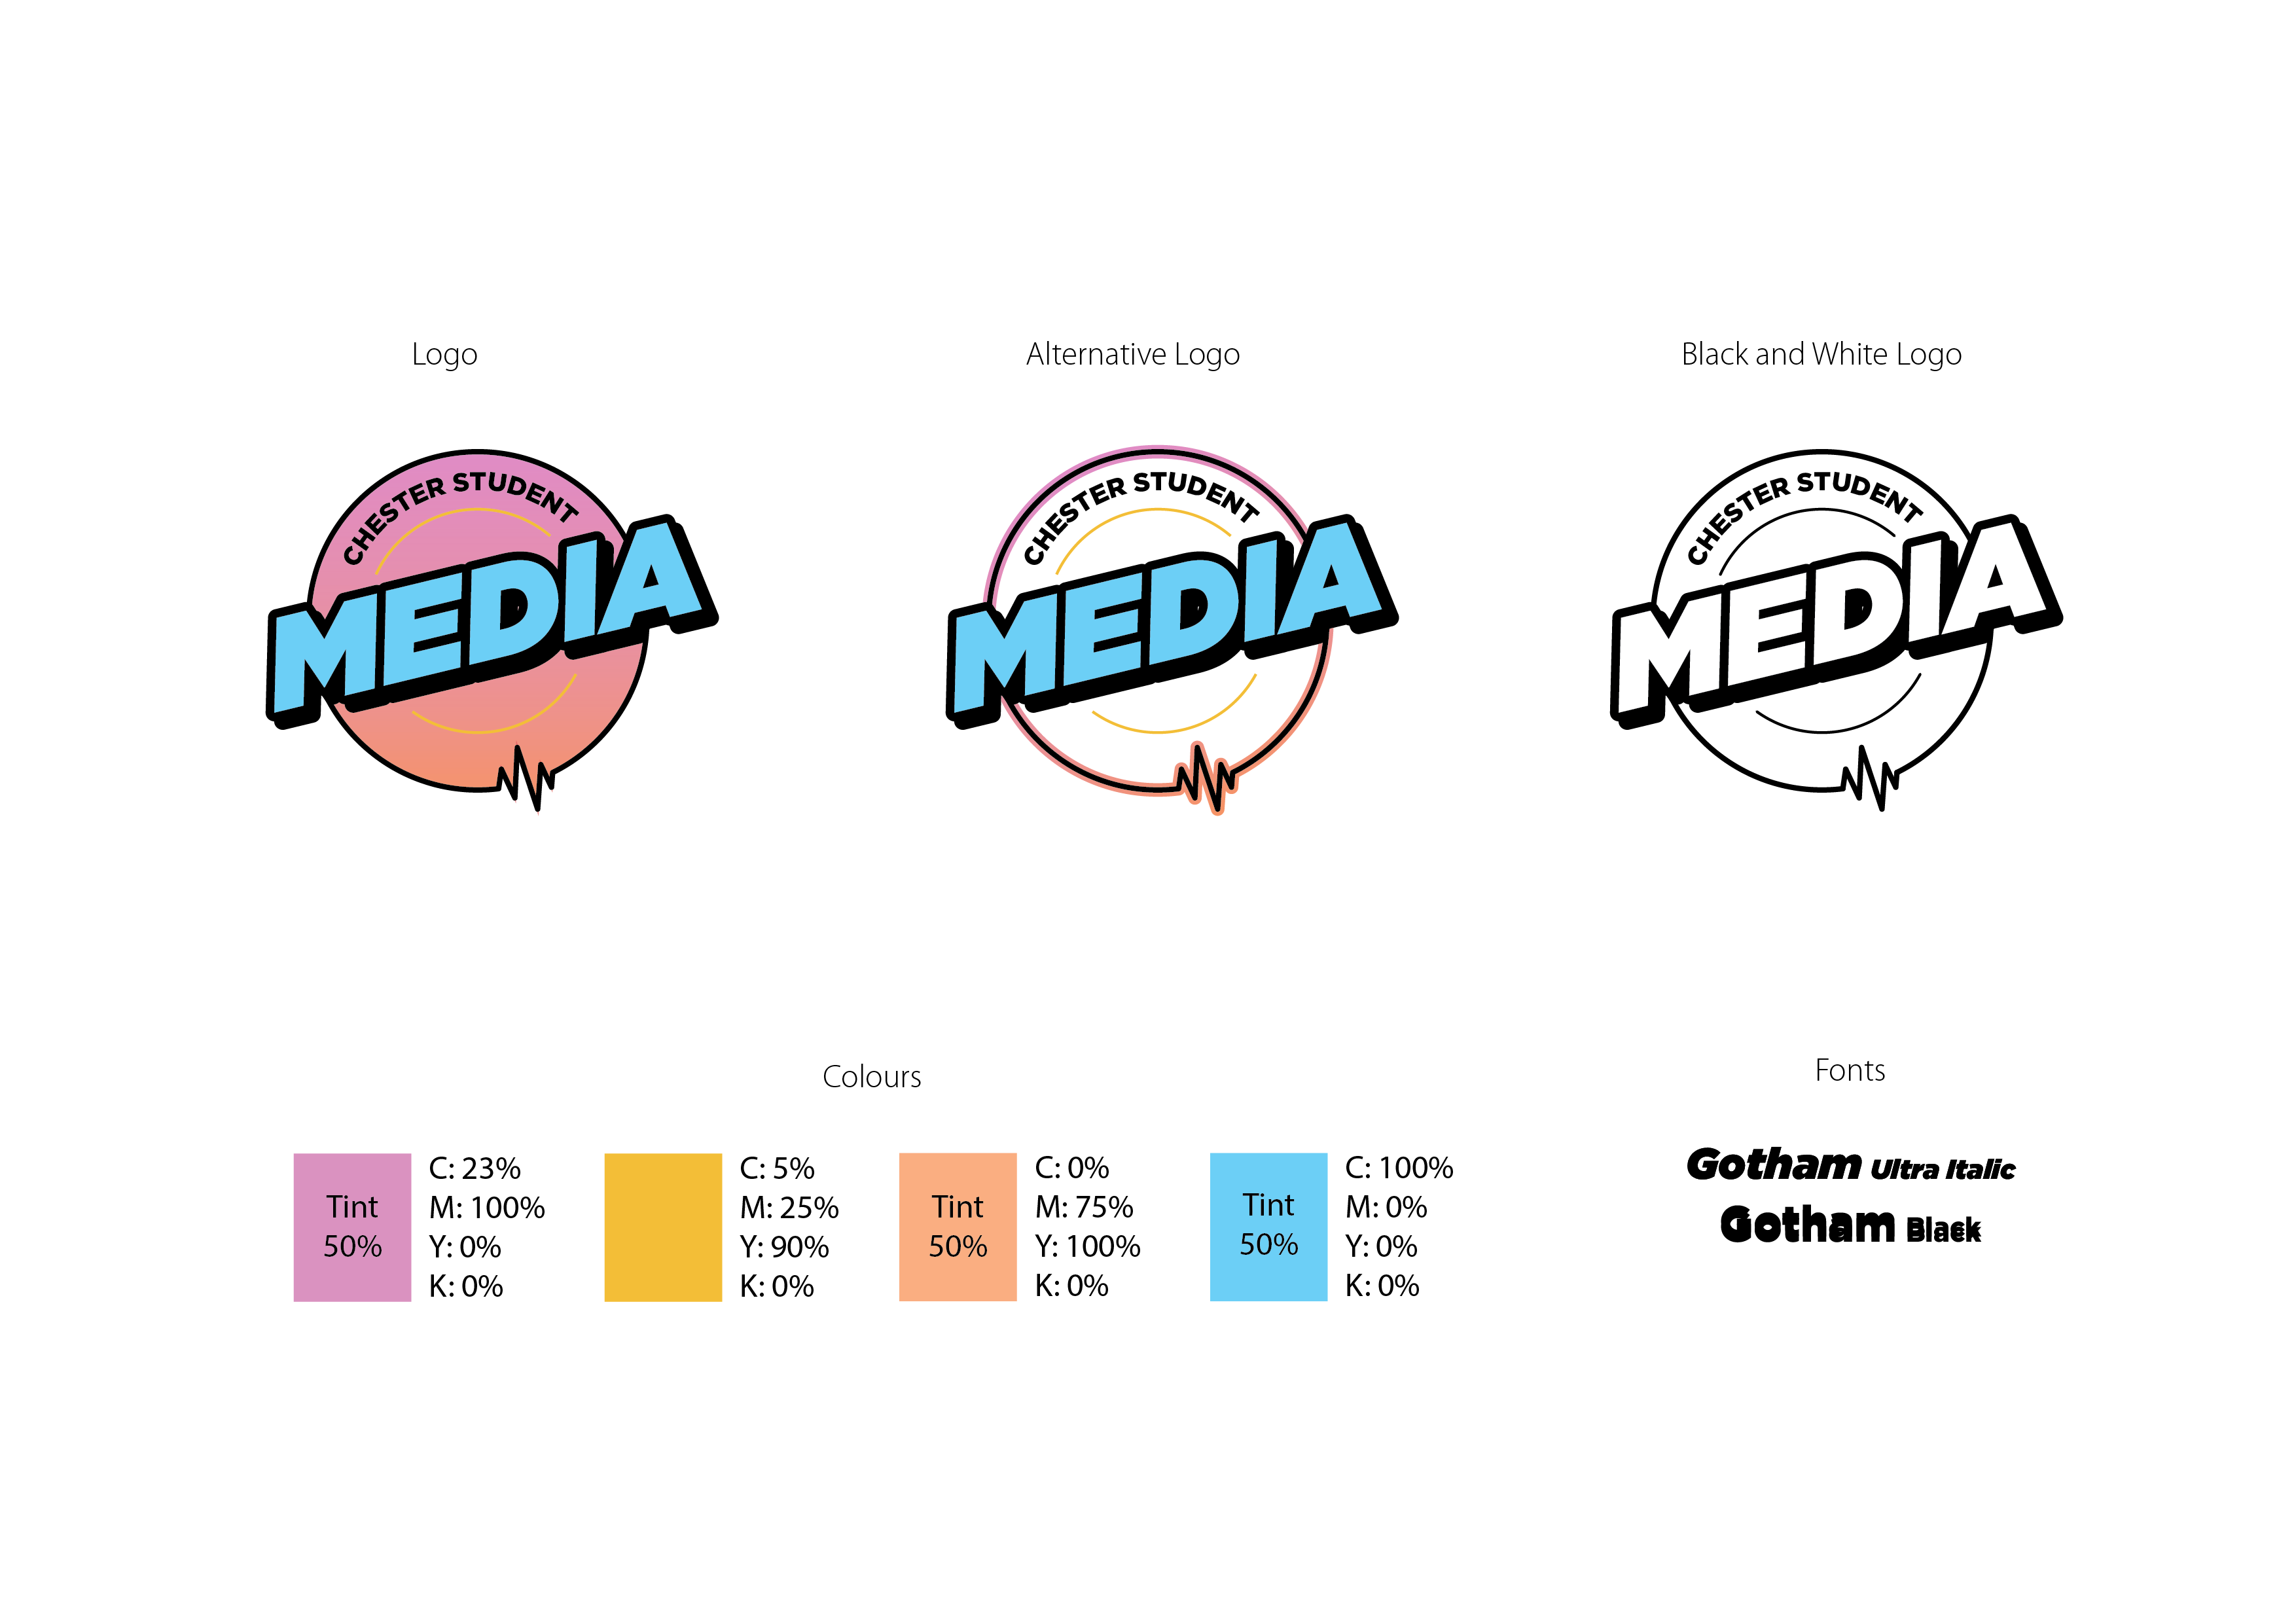 Logo
CHESTER STUDENT
MEDIA
Alternative Logo
CHESTER STUDENT
MEDIA
Black and White Logo
CHESTER STUDENT
MEDIA
Colours
Tint
50%
C: 23%
M: 100%
Y: 0%
K: 0%
C: 5%
M: 25%
Y: 90%
K: 0%
Tint
50%
C: 0%
M: 75%
Y: 100%
K: 0%
Tint
50%
C: 100%
M: 0%
Y: 0%
K: 0%
Fonts
Gotham Ultra Italic
Gotham Black